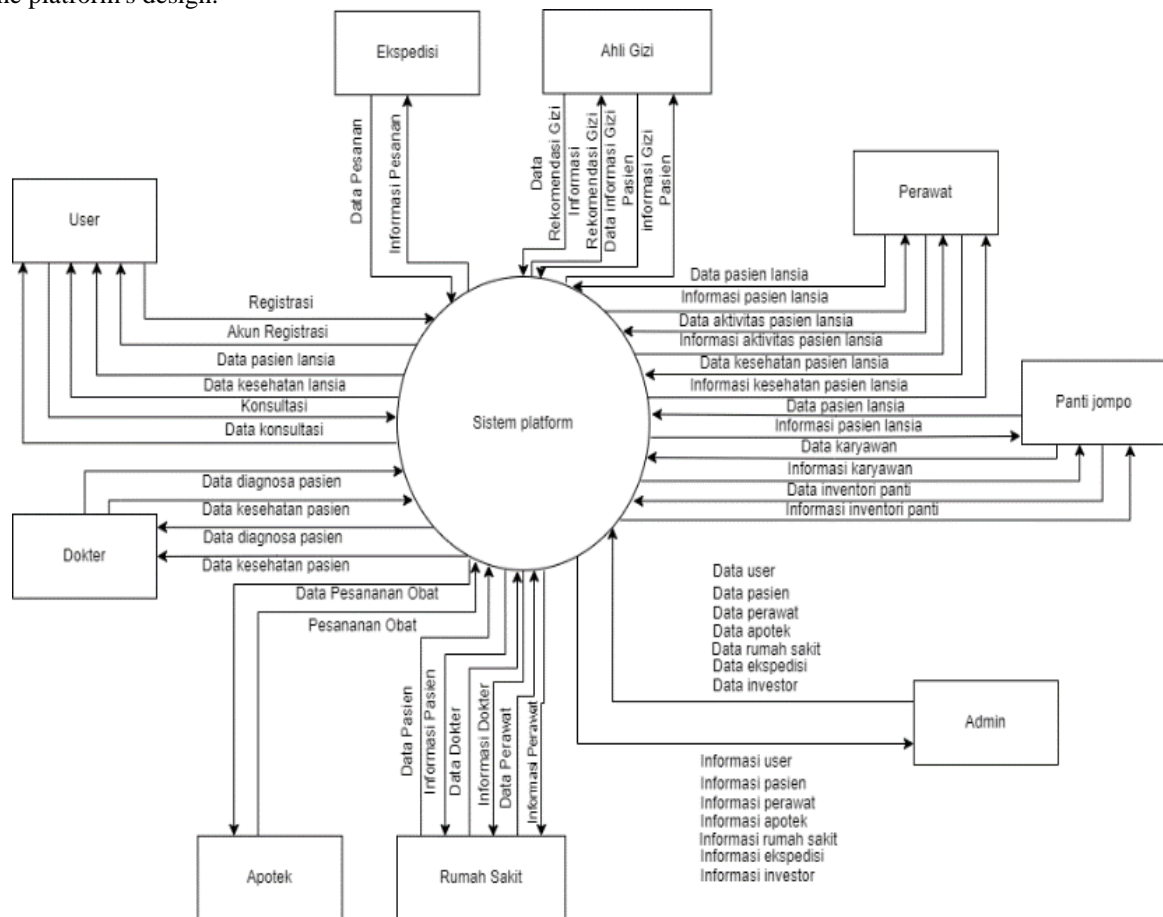 the platform's design.
Ekspedisi
Ahli Gizi
Data Pesanan
Informasi Pesanan
Data
Rekomendasi Gizi
Informasi
Rekomendasi Gizi
Data informasi Gizi
Pasien
informasi Gizi
Pasien
User
Perawat
Registrasi
Akun Registrasi
Data pasien lansia
Data kesehatan lansia
Konsultasi
Data konsultasi
Sistem platform
Data pasien lansia
Informasi pasien lansia
Data aktivitas pasien lansia
Informasi aktivitas pasien lansia
Data kesehatan pasien lansia
Informasi kesehatan pasien lansia
Data pasien lansia
Informasi pasien lansia
Data karyawan
Informasi karyawan
Data inventori panti
Informasi inventori panti
Panti jompo
Dokter
Data diagnosa pasien
Data kesehatan pasien
Data diagnosa pasien
Data kesehatan pasien
Data Pesananan Obat
Pesananan Obat
Data Pasien
Informasi Pasien
Data Dokter
Informasi Dokter
Data Perawat
Informasi Perawat
Data user
Data pasien
Data perawat
Data apotek
Data rumah sakit
Data ekspedisi
Data investor
Admin
Informasi user
Informasi pasien
Informasi perawat
Informasi apotek
Informasi rumah sakit
Informasi ekspedisi
Informasi investor
Apotek
Rumah Sakit